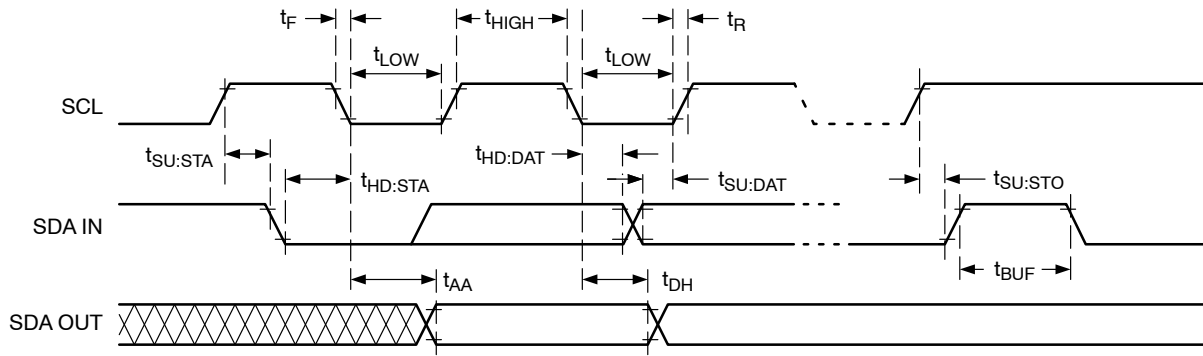 tF
tHIGH
tR
tLOW
tLOW
SCL
tSU:STA
tHD:STA
tHD:DAT
tSU:DAT
tSU:STO
SDA IN
tAA
tDH
tBUF
SDA OUT